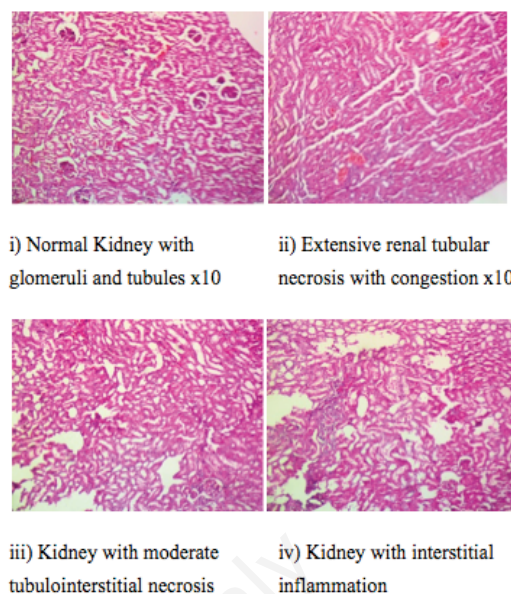 i) Normal Kidney with
glomeruli and tubules x10
ii) Extensive renal tubular
necrosis with congestion x10
iii) Kidney with moderate
tubulointerstitial necrosis
iv) Kidney with interstitial
inflammation